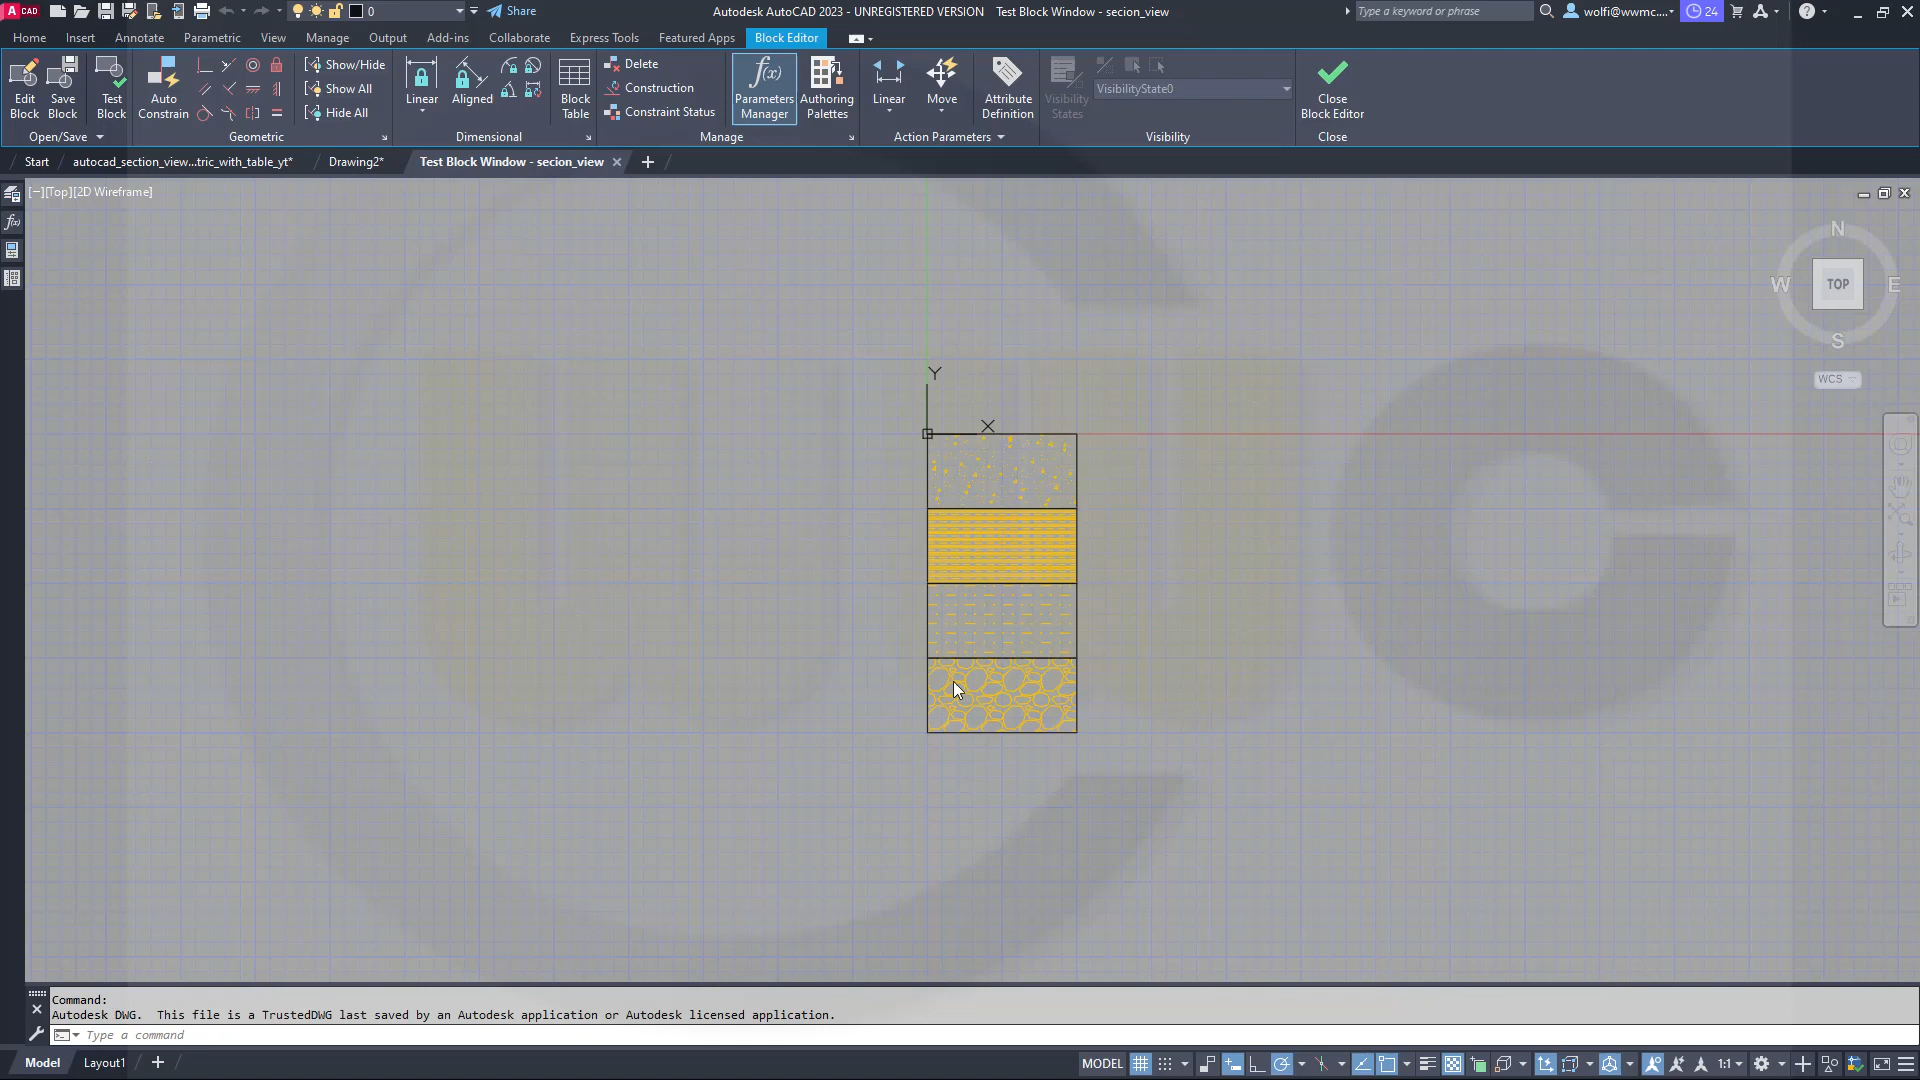 A CAD
0
Share
Autodesk AutoCAD 2023 - UNREGISTERED VERSION
Test Block Window - secion_view
Type a keyword or phrase
wolfi@wwmc....
24
Home
Insert
Annotate
Parametric
View
Manage
Output
Add-ins
Collaborate
Express Tools
Featured Apps
Block Editor
Edit Block
Save Block
Test Block
Open/Save
Auto Constrain
Show/Hide
Show All
Hide All
Geometric
Linear
Aligned
Dimensional
Block Table
Delete
Construction
Constraint Status
f(x)
Parameters Manager
Authoring Palettes
Manage
Linear
Move
Attribute Definition
Action Parameters
Visibility States
VisibilityState0
Visibility
Close Block Editor
Close
Start
autocad_section_view...tric_with_table_yt*
Drawing2*
Test Block Window - secion_view
[−][Top][2D Wireframe]
f(x)
N
W
TOP
E
S
WCS
Y
X
Command:
Autodesk DWG.  This file is a TrustedDWG last saved by an Autodesk application or Autodesk licensed application.
Type a command
Model
Layout1
MODEL
1:1